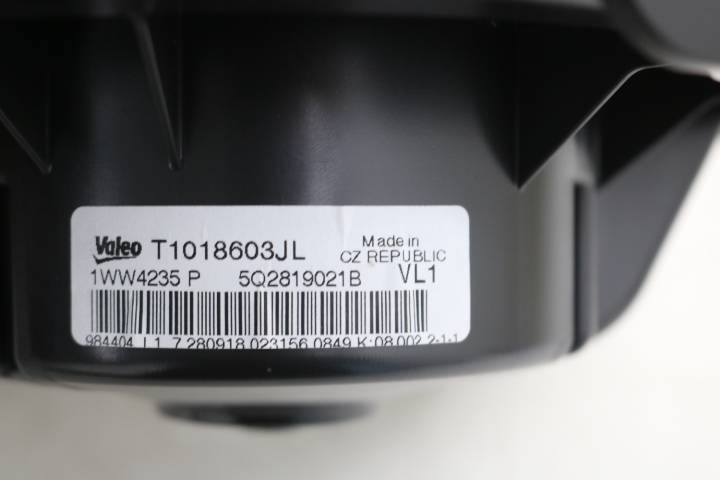 Valeo T1018603JL Made in
CZ REPUBLIC
1WW4235 P 5Q2819021B VL1
984404 L1 7 280918 023156 0849 K:08.002 2-1-1